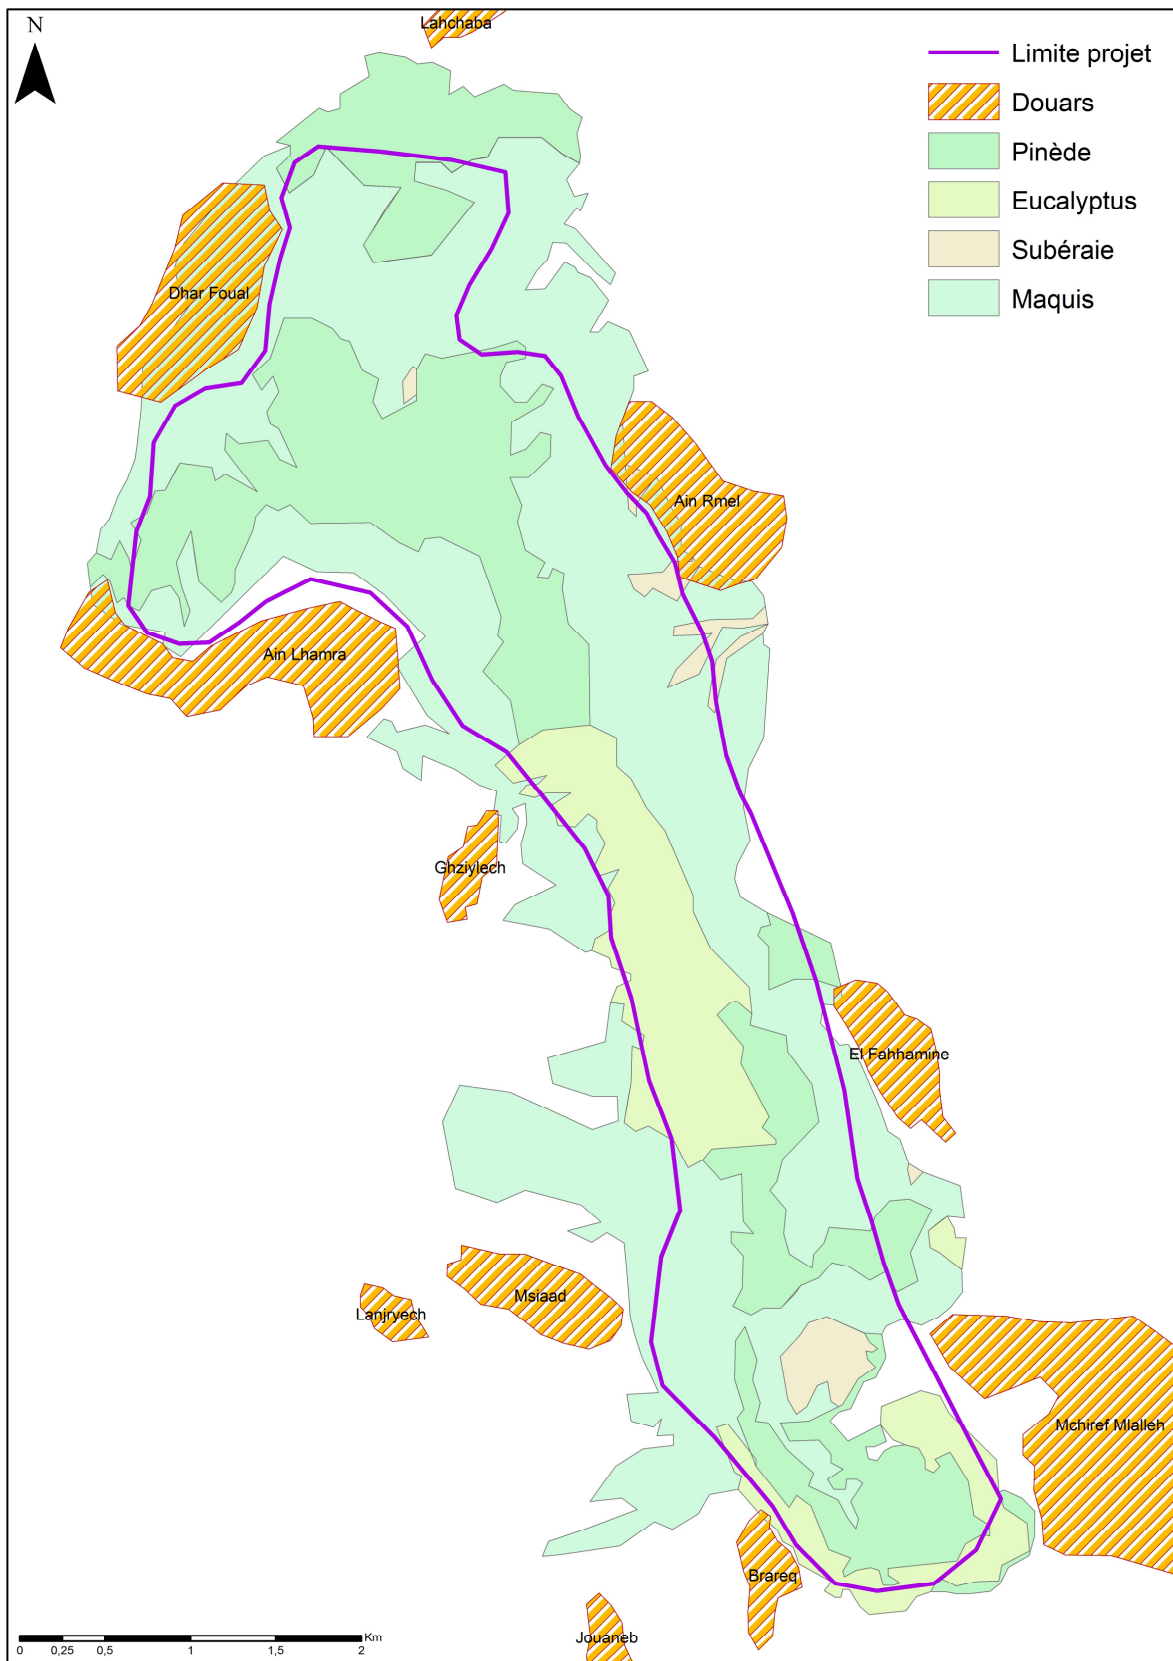 Lahchaba
N
Limite projet
Douars
Pinède
Eucalyptus
Subéraie
Maquis
Dhar Foual
Ain Rmel
Ain Lhamra
Ghziylech
El Fahhamine
Msiaad
Lanjryech
Mchiref Mlalleh
Brareq
Jouaneb
Km
0 0,25 0,5 1 1,5 2